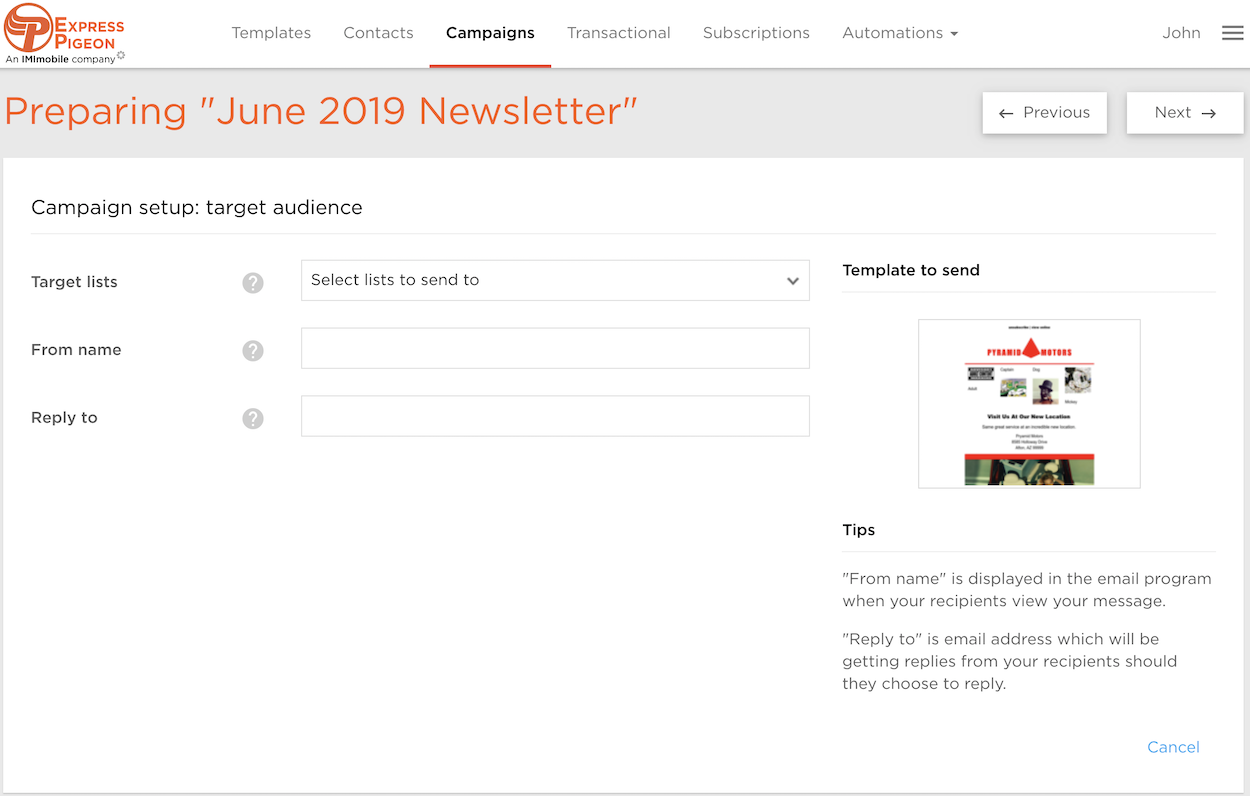 EXPRESS
PIGEON
An IMImobile company
Templates
Contacts
Campaigns
Transactional
Subscriptions
Automations
John
Preparing "June 2019 Newsletter"
← Previous
Next →
Campaign setup: target audience
Target lists
?
Select lists to send to
From name
?
Reply to
?
Template to send
unsubscribe | view online
PYRAMID MOTORS
Captain
Dog
Adult
Mickey
Visit Us At Our New Location
Same great service at an incredible new location.
Pyramid Motors
Tips
"From name" is displayed in the email program
when your recipients view your message.
"Reply to" is email address which will be
getting replies from your recipients should
they choose to reply.
Cancel